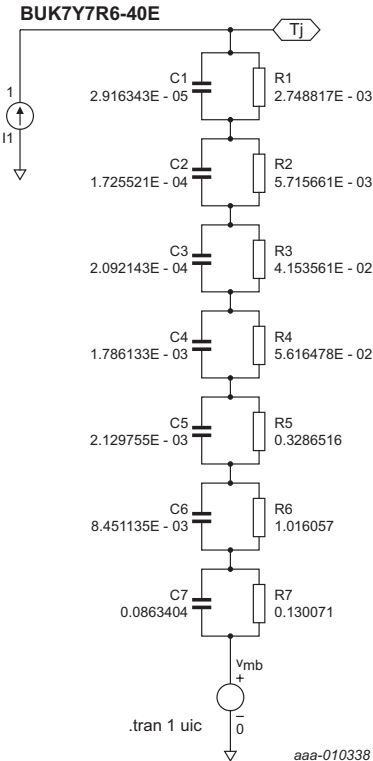 BUK7Y7R6-40E
Tj
1
I1
C1
2.916343E - 05
R1
2.748817E - 03
C2
1.725521E - 04
R2
5.715661E - 03
C3
2.092143E - 04
R3
4.153561E - 02
C4
1.786133E - 03
R4
5.616478E - 02
C5
2.129755E - 03
R5
0.3286516
C6
8.451135E - 03
R6
1.016057
C7
0.0863404
R7
0.130071
vmb
+
–
0
.tran 1 uic
aaa-010338